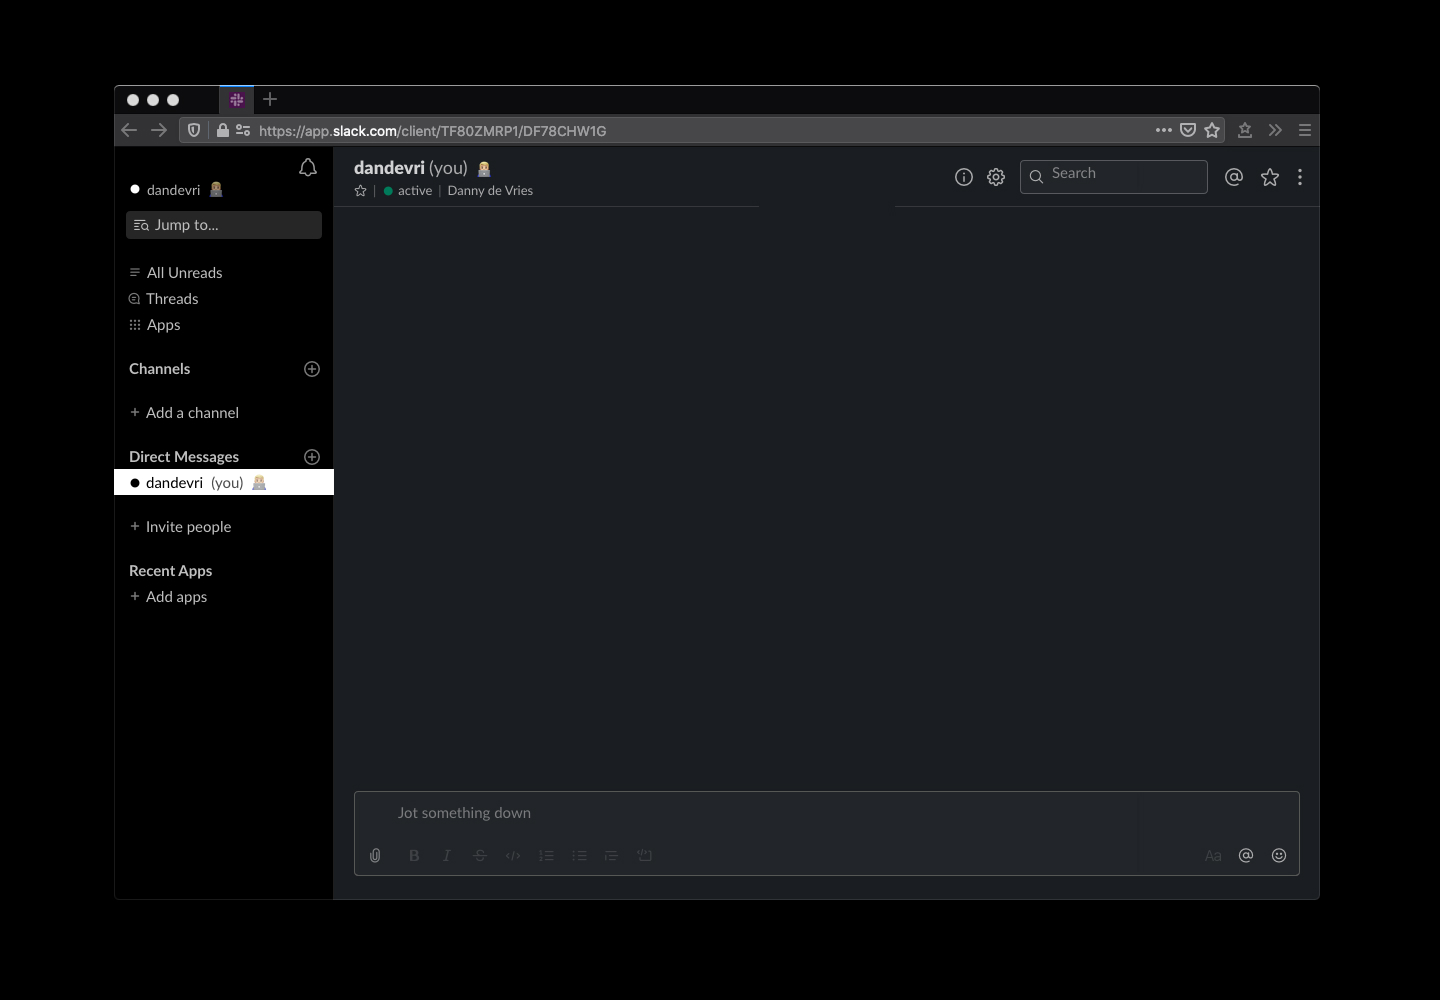 https://app.slack.com/client/TF80ZMRP1/DF78CHW1G
dandevri
Jump to...
All Unreads
Threads
Apps
Channels
+ Add a channel
Direct Messages
dandevri (you)
+ Invite people
Recent Apps
+ Add apps
dandevri (you)
active | Danny de Vries
Search
Jot something down
B I S </> Aa @